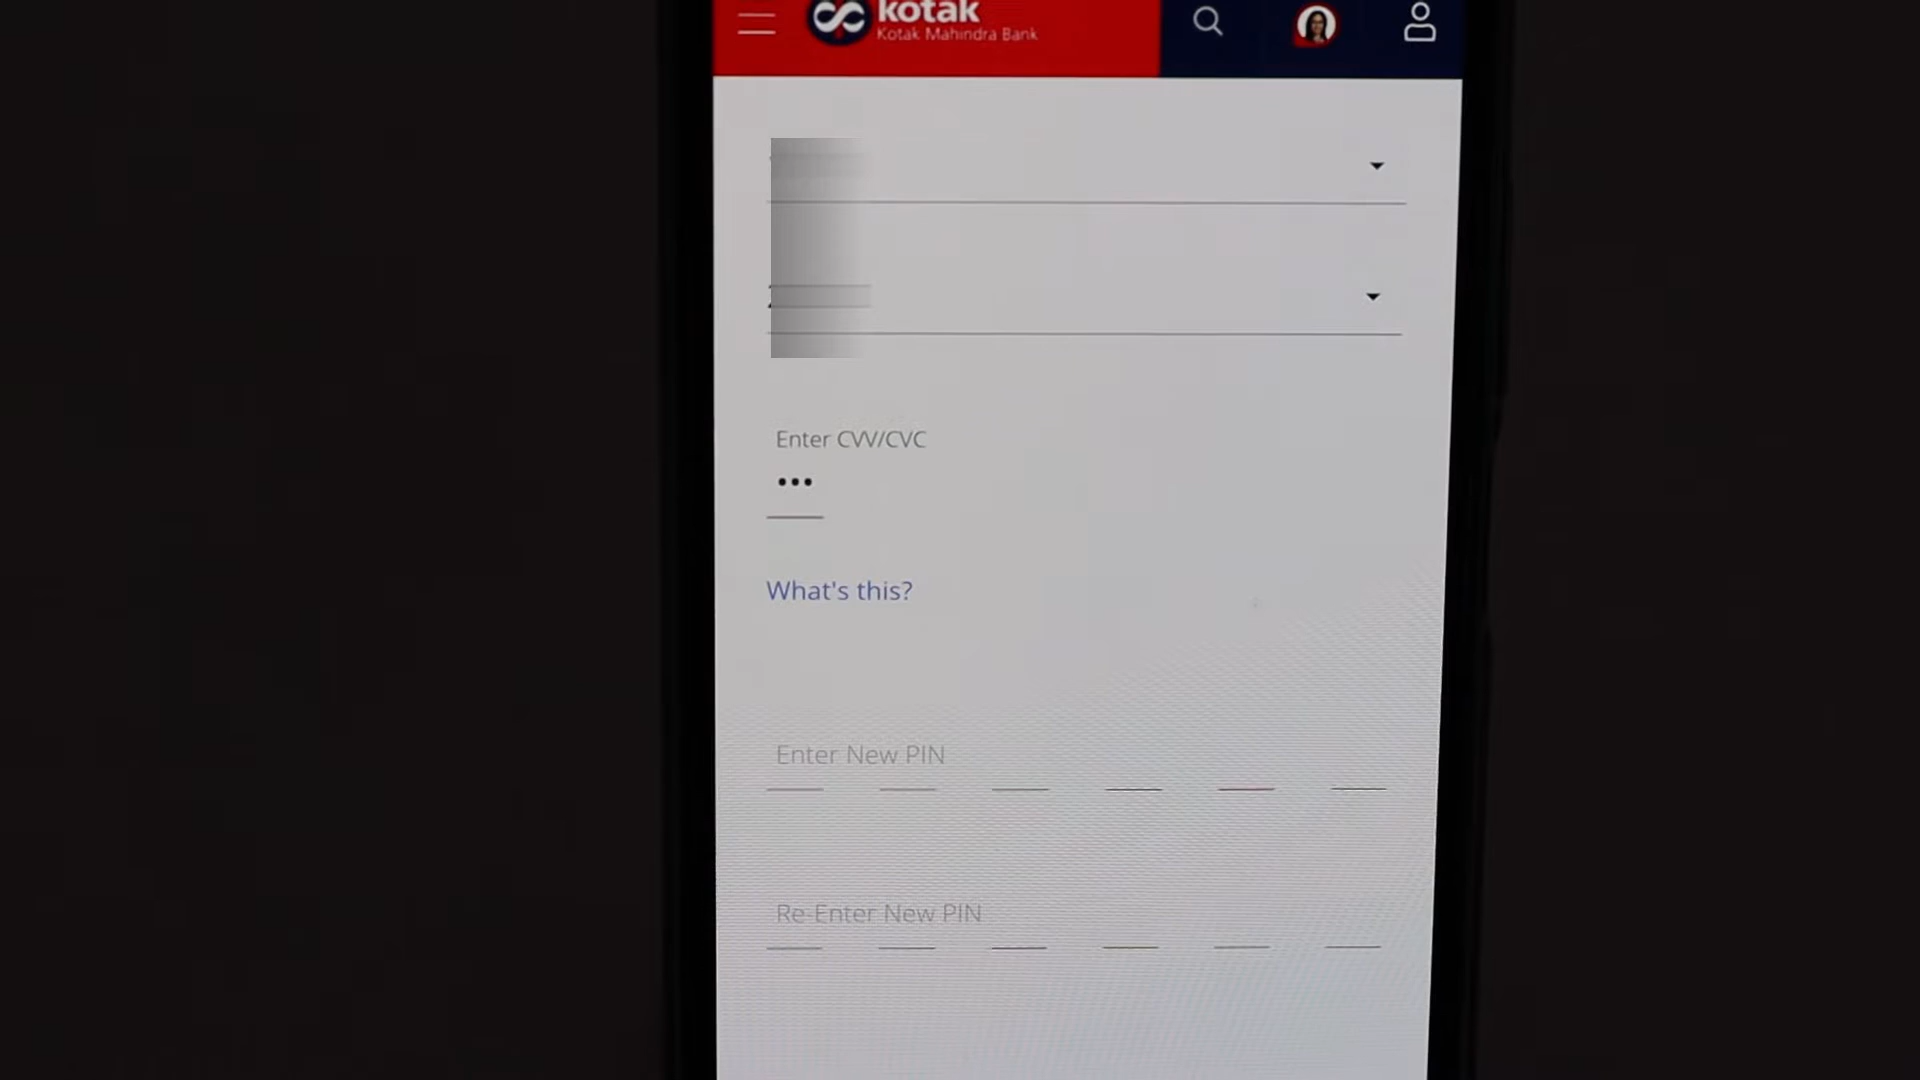 kotak
Kotak Mahindra Bank
Enter CVV/CVC
•••
What's this?
Enter New PIN
Re-Enter New PIN